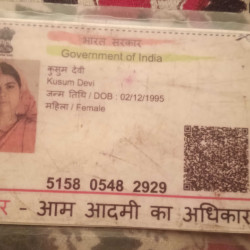 भारत सरकार
Government of India
कुसुम देवी
Kusum Devi
जन्म तिथि / DOB : 02/12/1995
महिला / Female
5158 0548 2929
- आम आदमी का अधिकार